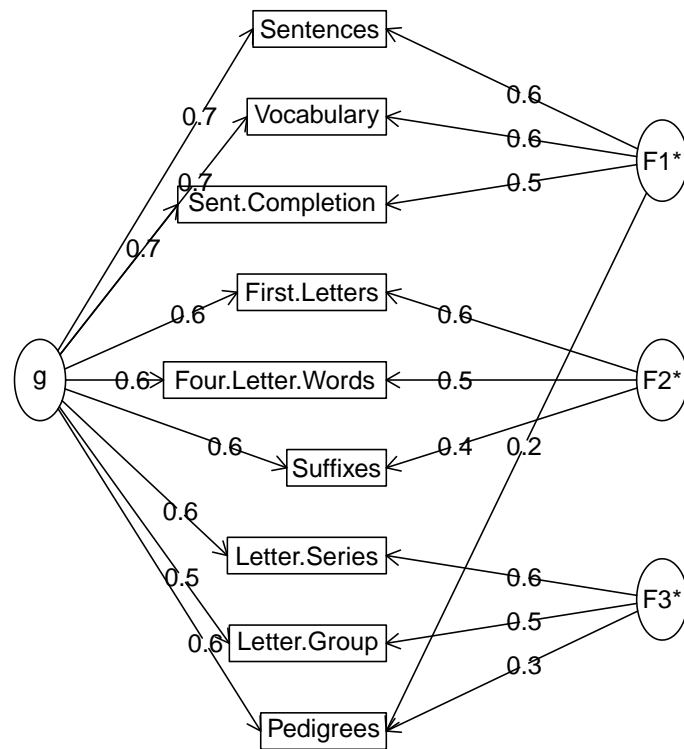 Sentences
0.6
0.7
Vocabulary
0.6
F1*
0.7
Sent.Completion
0.5
0.7
First.Letters
0.6
0.6
g
0.6
Four.Letter.Words
0.5
F2*
0.6
Suffixes
0.4
0.2
0.6
Letter.Series
0.6
0.5
F3*
0.6
Letter.Group
0.5
0.3
Pedigrees